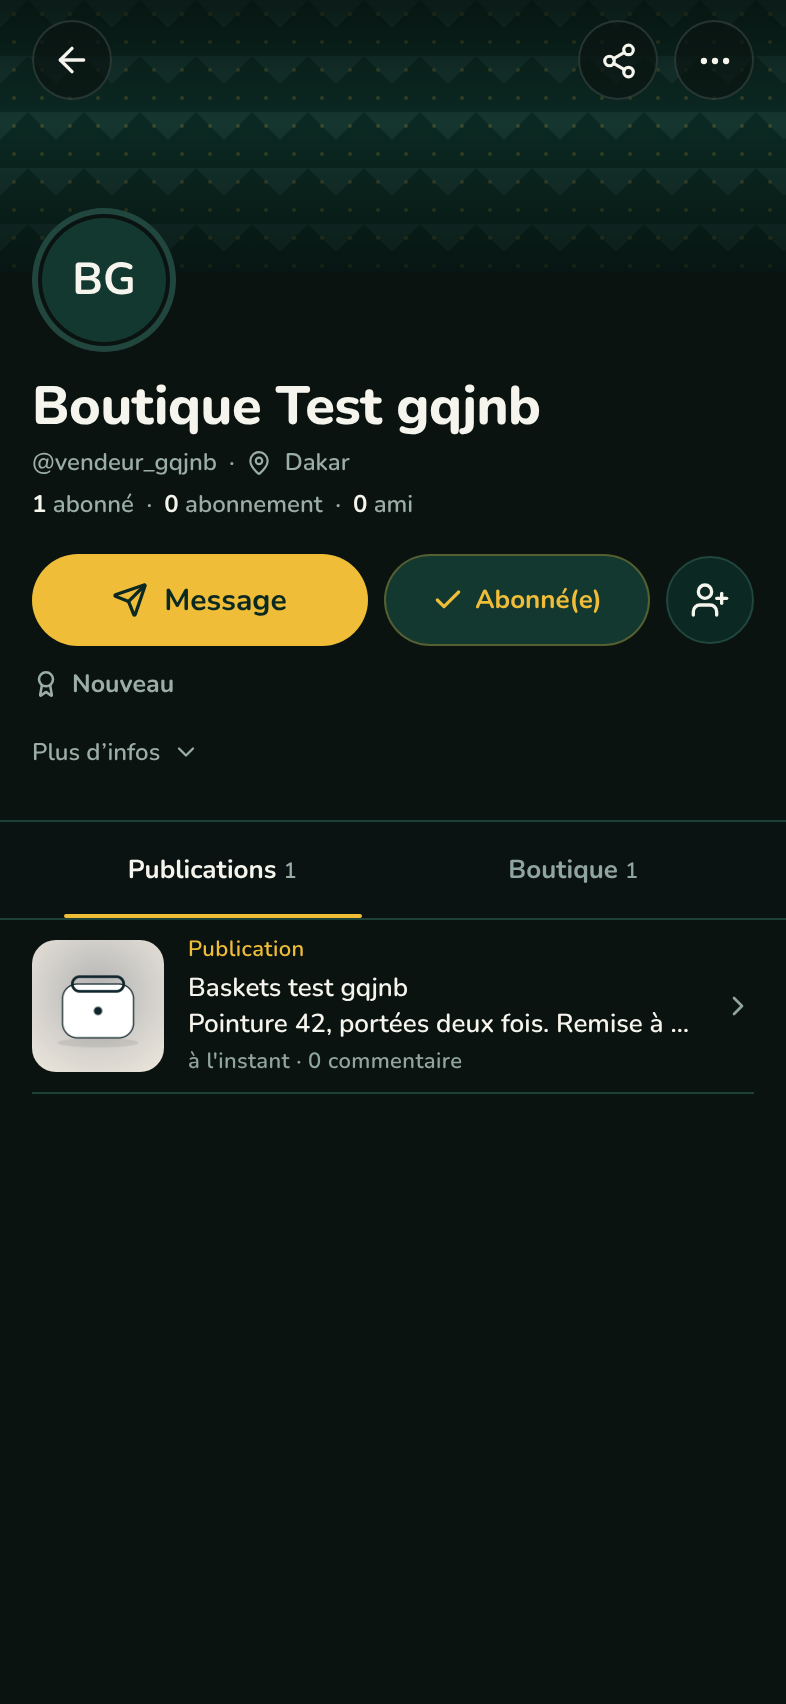 BG
Boutique Test gqjnb
@vendeur_gqjnb · Dakar
1 abonné · 0 abonnement · 0 ami
Message
Abonné(e)
Nouveau
Plus d’infos
Publications 1
Boutique 1
Publication
Baskets test gqjnb
Pointure 42, portées deux fois. Remise à ...
à l'instant · 0 commentaire